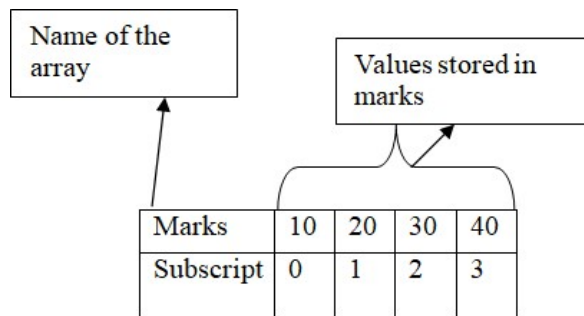 Name of the
array
Values stored in
marks
Marks 10 20 30 40
Subscript 0 1 2 3